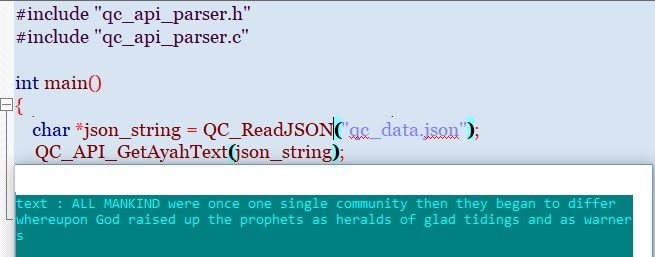 #include "qc_api_parser.h"
#include "qc_api_parser.c"
int main()
{
char *json_string = QC_ReadJSON("qc_data.json");
QC_API_GetAyahText(json_string);
text : ALL MANKIND were once one single community then they began to differ
whereupon God raised up the prophets as heralds of glad tidings and as warner
s